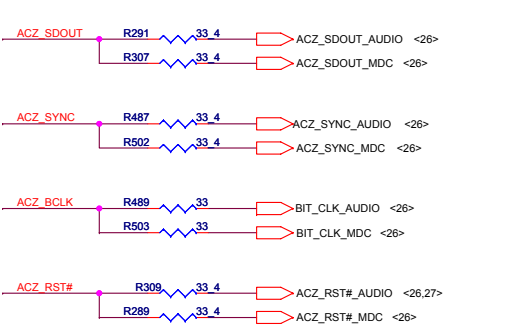 ACZ_SDOUT R291 33_4 ACZ_SDOUT_AUDIO <26>
R307 33_4 ACZ_SDOUT_MDC <26>
ACZ_SYNC R487 33_4 ACZ_SYNC_AUDIO <26>
R502 33_4 ACZ_SYNC_MDC <26>
ACZ_BCLK R489 33 BIT_CLK_AUDIO <26>
R503 33 BIT_CLK_MDC <26>
ACZ_RST# R309 33_4 ACZ_RST#_AUDIO <26,27>
R289 33_4 ACZ_RST#_MDC <26>